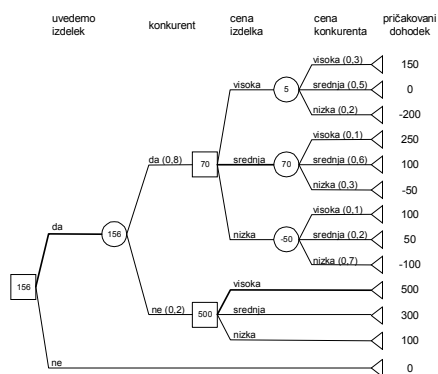 uvedemo izdelek
konkurent
cena izdelka
cena konkurenta
pričakovani dohodek
visoka (0,3) 150
visoka 5 srednja (0,5) 0
nizka (0,2) -200
visoka (0,1) 250
da (0,8) 70 srednja 70 srednja (0,6) 100
nizka (0,3) -50
visoka (0,1) 100
da 156 nizka -50 srednja (0,2) 50
nizka (0,7) -100
156 visoka 500
ne (0,2) 500 srednja 300
nizka 100
ne 0